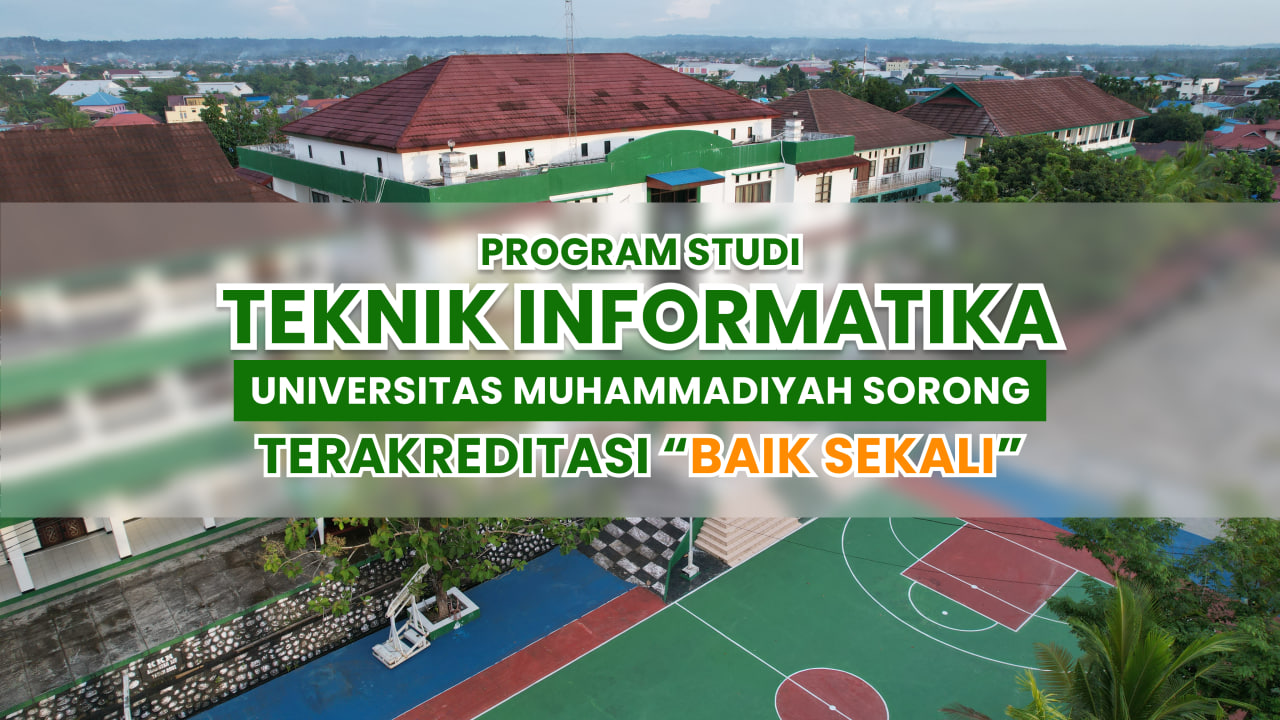 PROGRAM STUDI
TEKNIK INFORMATIKA
UNIVERSITAS MUHAMMADIYAH SORONG
TERAKREDITASI “BAIK SEKALI”